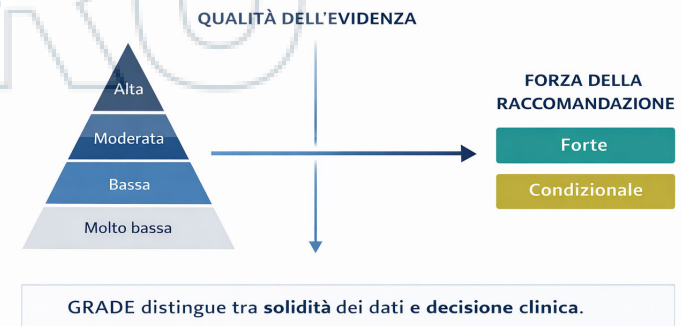 QUALITÀ DELL'EVIDENZA
Alta
Moderata
Bassa
Molto bassa
FORZA DELLA
RACCOMANDAZIONE
Forte
Condizionale
GRADE distingue tra solidità dei dati e decisione clinica.